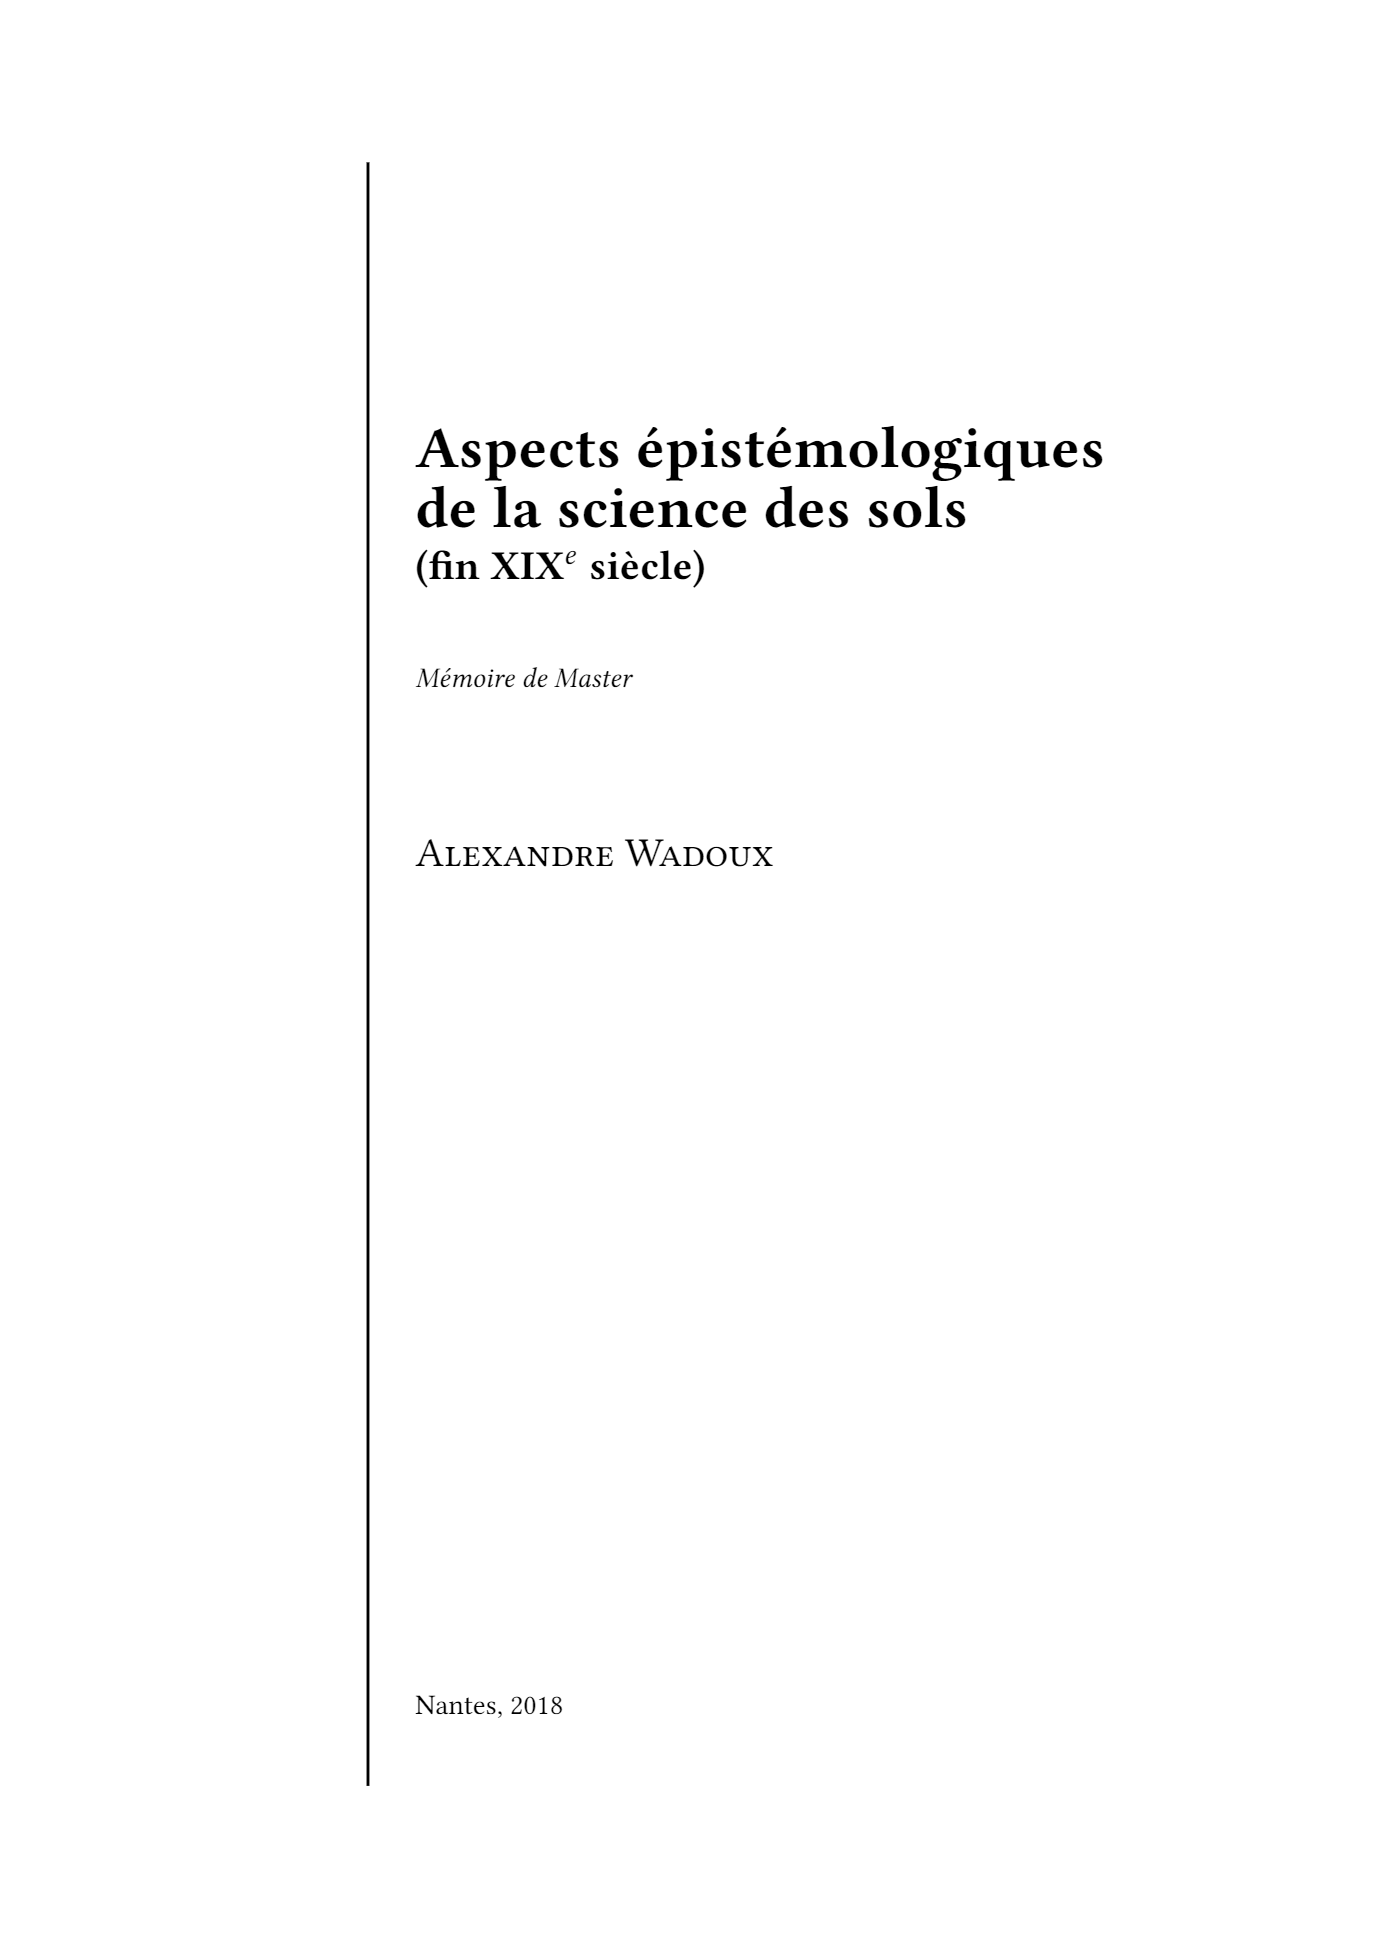 Aspects épistémologiques
de la science des sols
(fin XIXe siècle)
Mémoire de Master
Alexandre Wadoux
Nantes, 2018